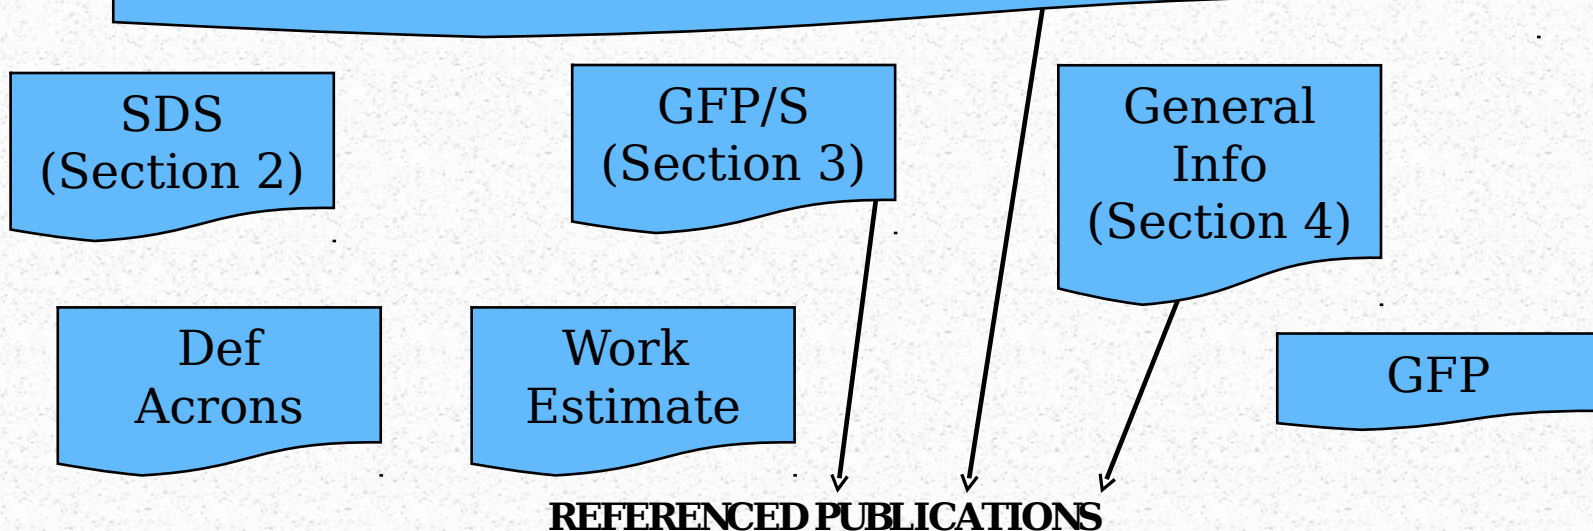 SDS
(Section 2)
GFP/S
(Section 3)
General
Info
(Section 4)
Def
Acrons
Work
Estimate
GFP
REFERENCED PUBLICATIONS